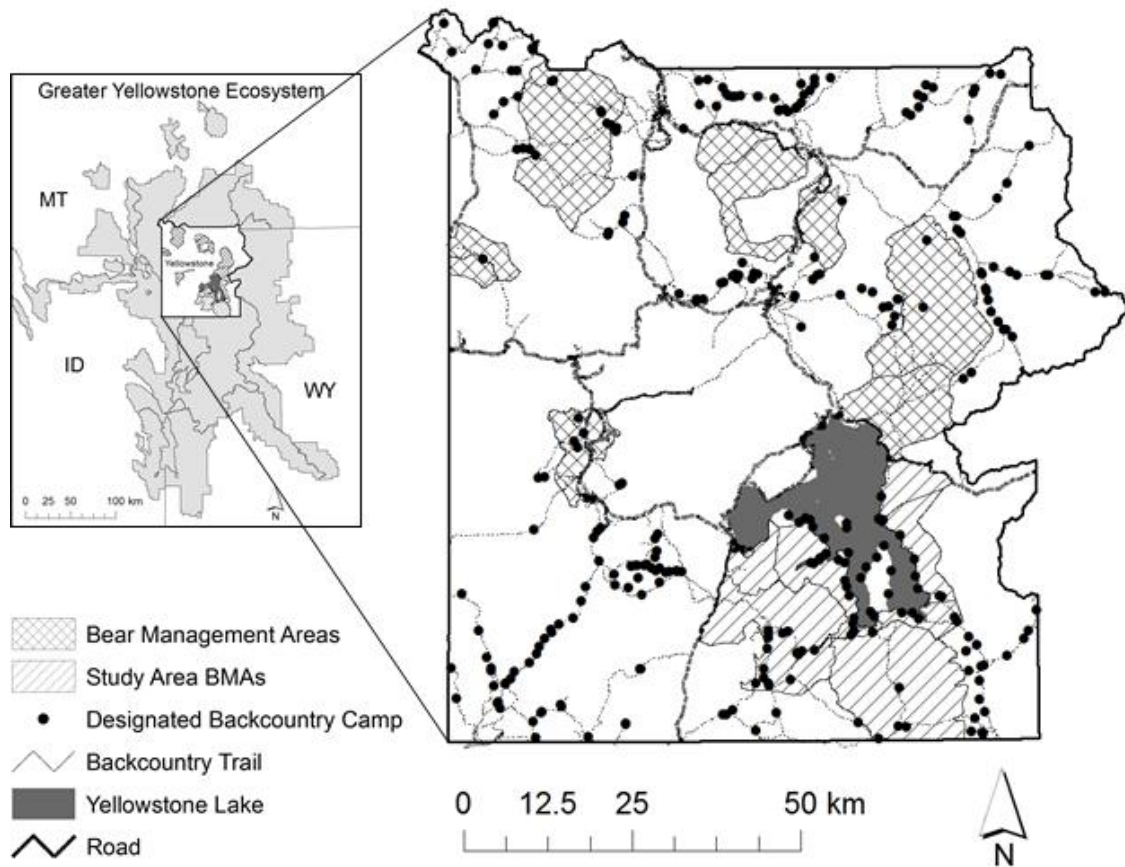 Greater Yellowstone Ecosystem
MT
Yellowstone
ID
WY
0 25 50 100 km
N
Bear Management Areas
Study Area BMAs
Designated Backcountry Camp
Backcountry Trail
Yellowstone Lake
Road
0 12.5 25 50 km
N